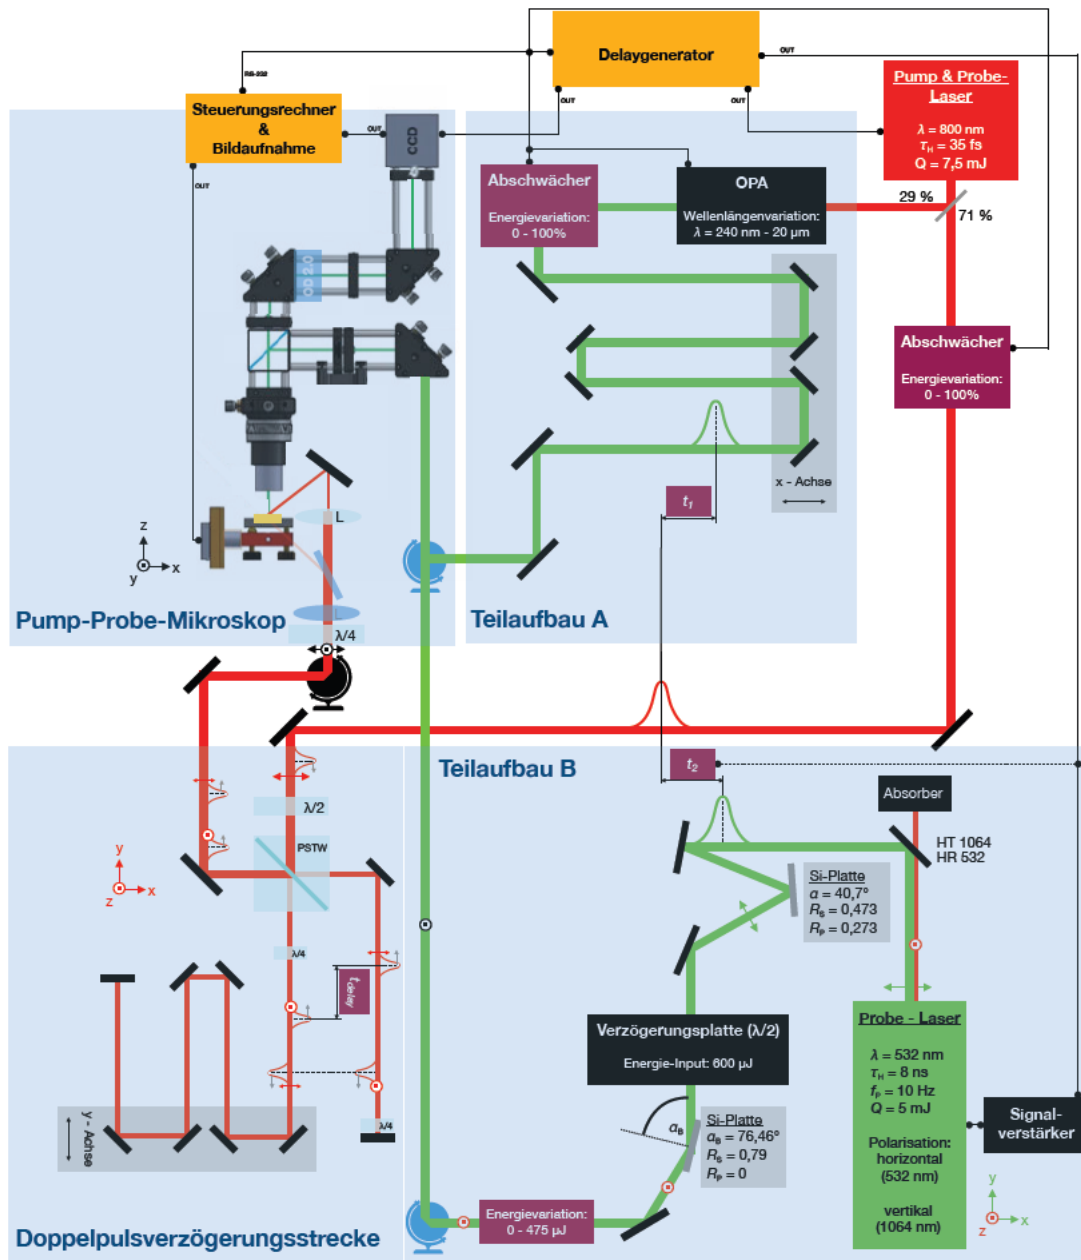 Delaygenerator
OUT
RS-232
OUT
OUT
Steuerungsrechner
&
Bildaufnahme
OUT
OUT
CCD
OD 2.0
Pump & Probe-
Laser
λ = 800 nm
τH = 35 fs
Q = 7,5 mJ
29 %
71 %
Abschwächer
Energievariation:
0 - 100%
OPA
Wellenlängenvariation:
λ = 240 nm - 20 µm
Abschwächer
Energievariation:
0 - 100%
x - Achse
t1
L
L
λ/4
z
y
x
Pump-Probe-Mikroskop
Teilaufbau A
Teilaufbau B
t2
λ/2
PSTW
y
z
x
λ/4
tdelay
λ/4
y - Achse
Doppelpulsverzögerungsstrecke
Absorber
HT 1064
HR 532
Si-Platte
α = 40,7°
RS = 0,473
RP = 0,273
Verzögerungsplatte (λ/2)
Energie-Input: 600 µJ
αB
Si-Platte
αB = 76,46°
RS = 0,79
RP = 0
Energievariation:
0 - 475 µJ
Probe - Laser
λ = 532 nm
τH = 8 ns
fP = 10 Hz
Q = 5 mJ
Polarisation:
horizontal
(532 nm)
vertikal
(1064 nm)
Signal-
verstärker
y
z
x